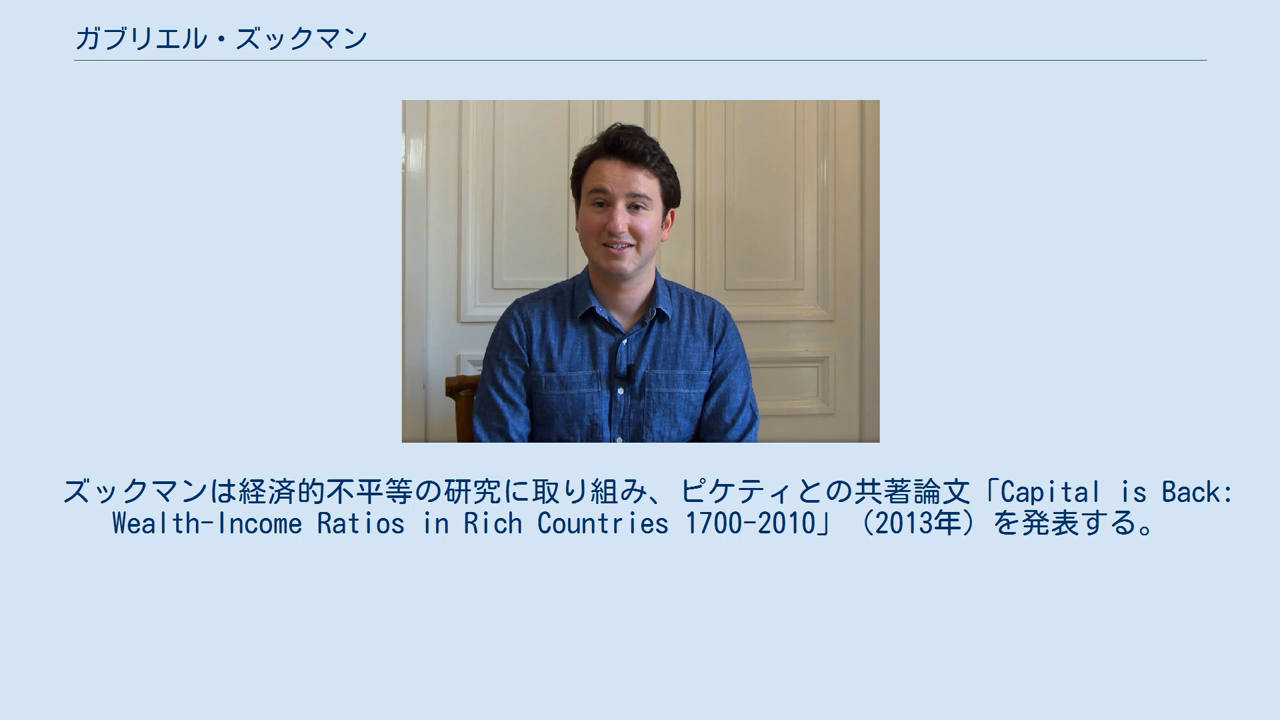 ガブリエル・ズックマン
ズックマンは経済的不平等の研究に取り組み、ピケティとの共著論文「Capital is Back:
Wealth-Income Ratios in Rich Countries 1700-2010」（2013年）を発表する。